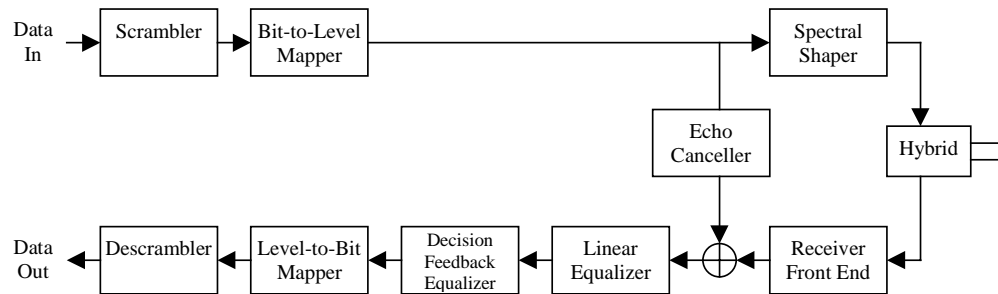 Data
In
Scrambler
Bit-to-Level
Mapper
Spectral
Shaper
Echo
Canceller
Hybrid
Data
Out
Descrambler
Level-to-Bit
Mapper
Decision
Feedback
Equalizer
Linear
Equalizer
Receiver
Front End